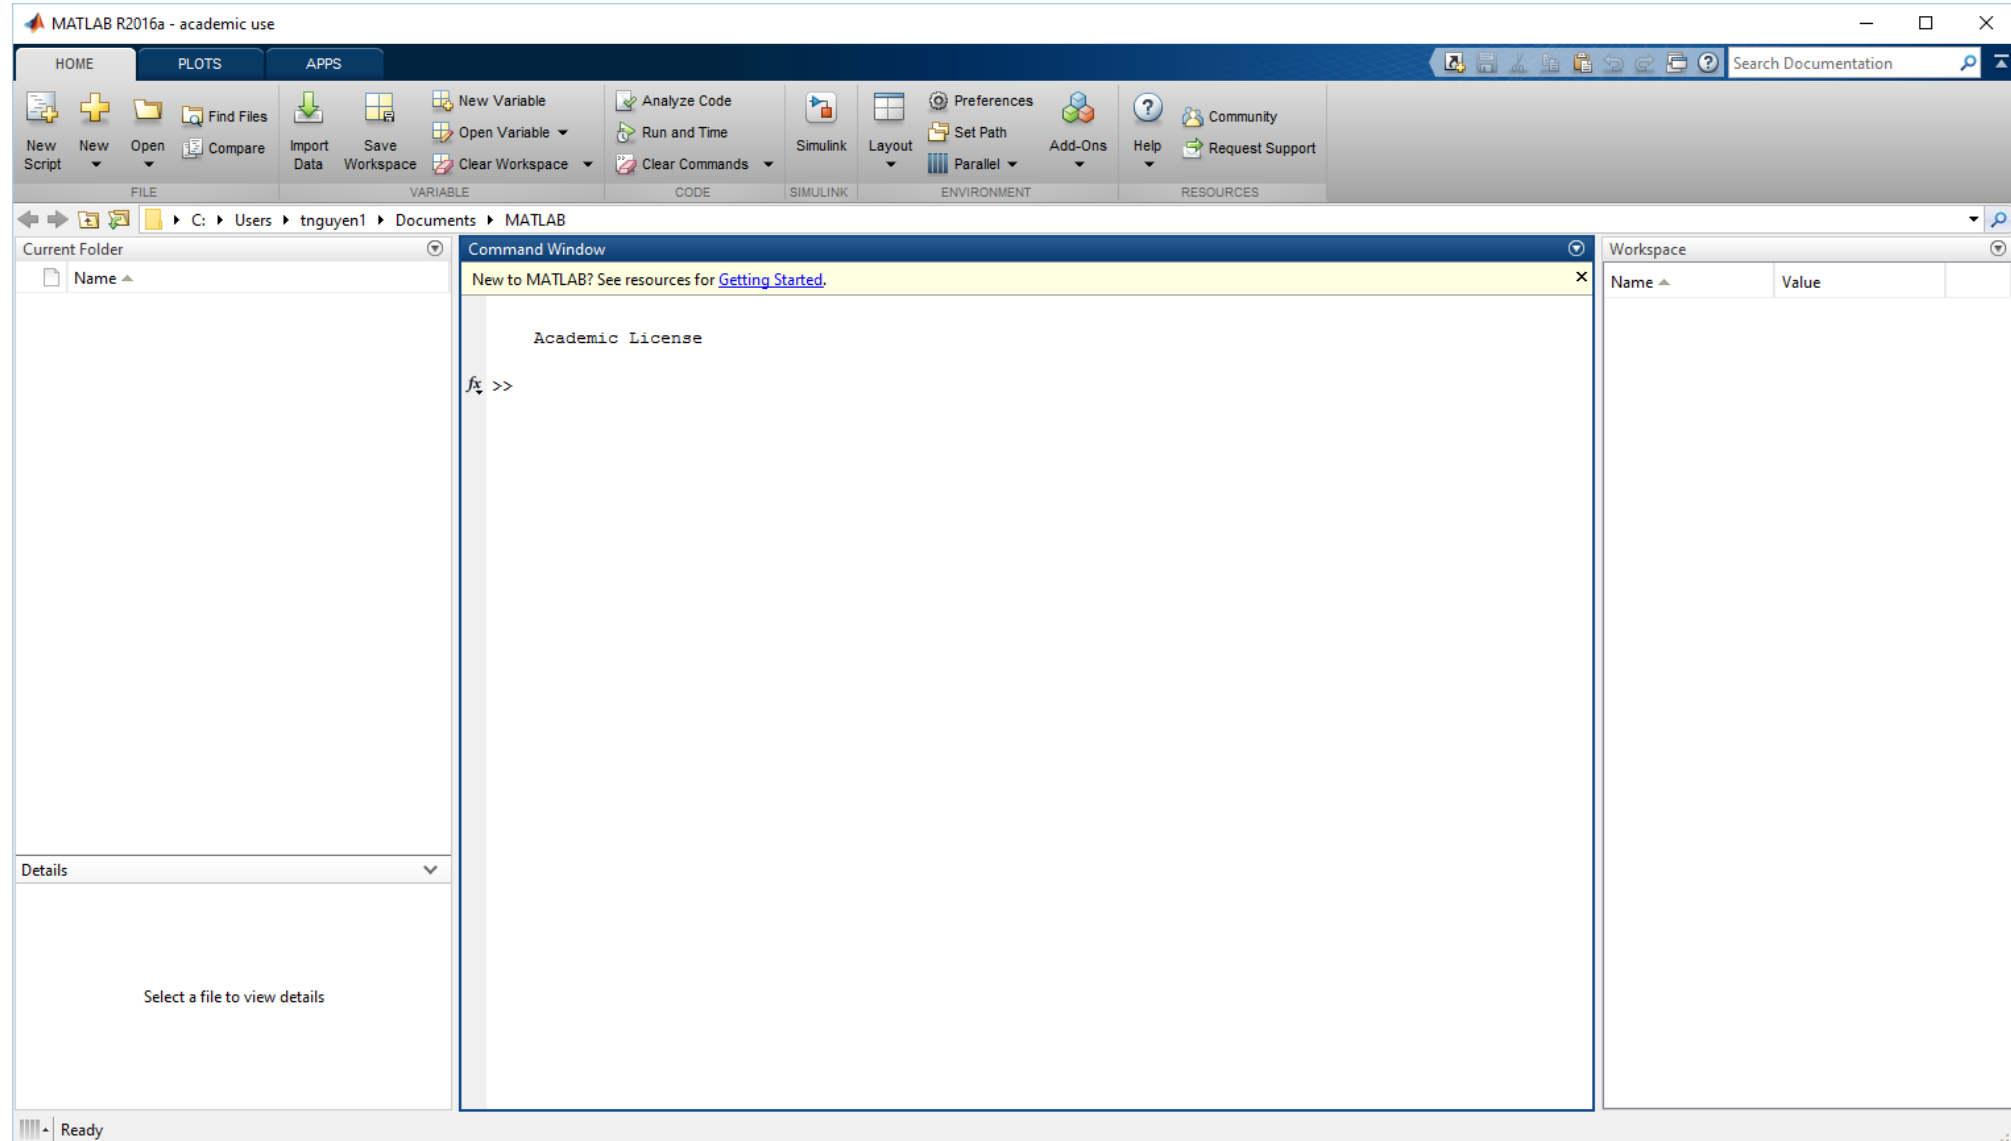 MATLAB R2016a - academic use
HOME PLOTS APPS
Search Documentation
New Script
New
Open
Find Files
Compare
Import Data
Save Workspace
New Variable
Open Variable
Clear Workspace
Analyze Code
Run and Time
Clear Commands
Simulink
Layout
Preferences
Set Path
Parallel
Add-Ons
Help
Community
Request Support
FILE VARIABLE CODE SIMULINK ENVIRONMENT RESOURCES
C: Users tnguyen1 Documents MATLAB
Current Folder
Name
Command Window
New to MATLAB? See resources for Getting Started.
Academic License
fx >>
Workspace
Name Value
Details
Select a file to view details
Ready